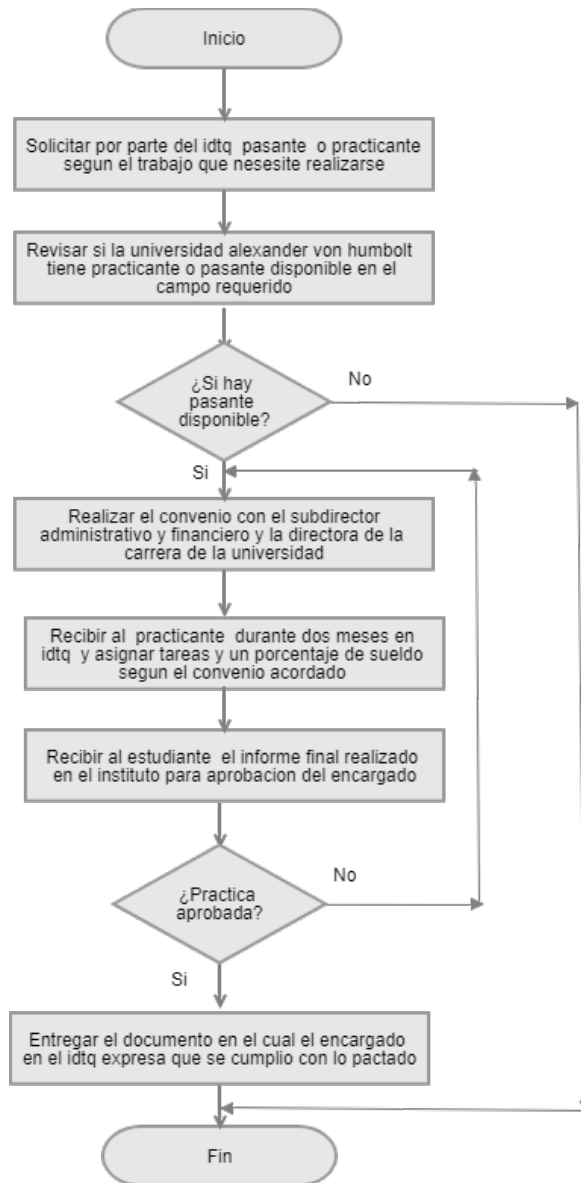 Inicio
Solicitar por parte del idtq pasante o practicante
segun el trabajo que nesesite realizarse
Revisar si la universidad alexander von humbolt
tiene practicante o pasante disponible en el
campo requerido
¿Si hay
pasante
disponible?
No
Si
Realizar el convenio con el subdirector
administrativo y financiero y la directora de la
carrera de la universidad
Recibir al practicante durante dos meses en
idtq y asignar tareas y un porcentaje de sueldo
segun el convenio acordado
Recibir al estudiante el informe final realizado
en el instituto para aprobacion del encargado
¿Practica
aprobada?
No
Si
Entregar el documento en el cual el encargado
en el idtq expresa que se cumplio con lo pactado
Fin